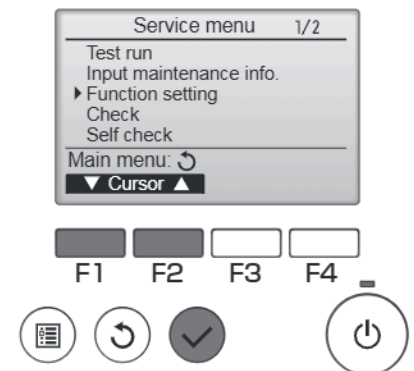 Service menu 1/2
Test run
Input maintenance info.
Function setting
Check
Self check
Main menu:
▼ Cursor ▲
F1 F2 F3 F4